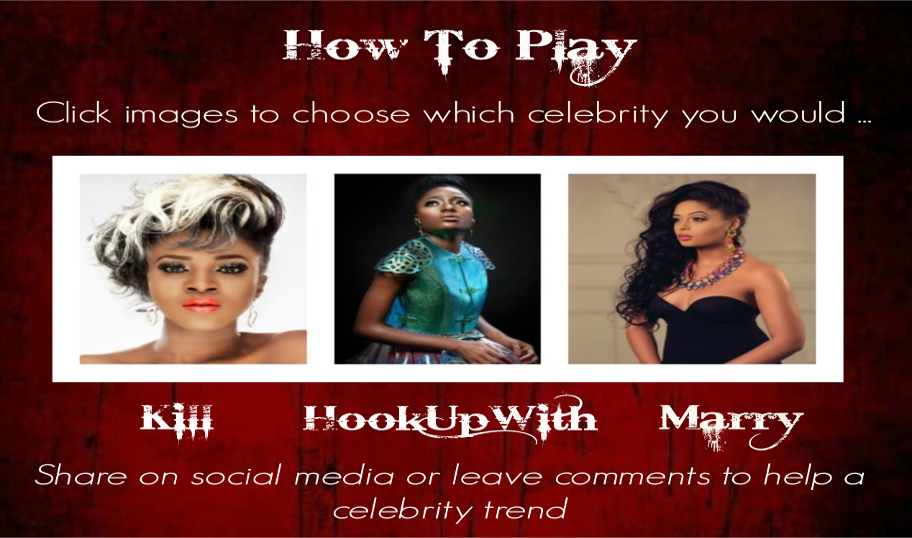 How To Play
Click images to choose which celebrity you would ...
Kill
HookUpWith
Marry
Share on social media or leave comments to help a
celebrity trend